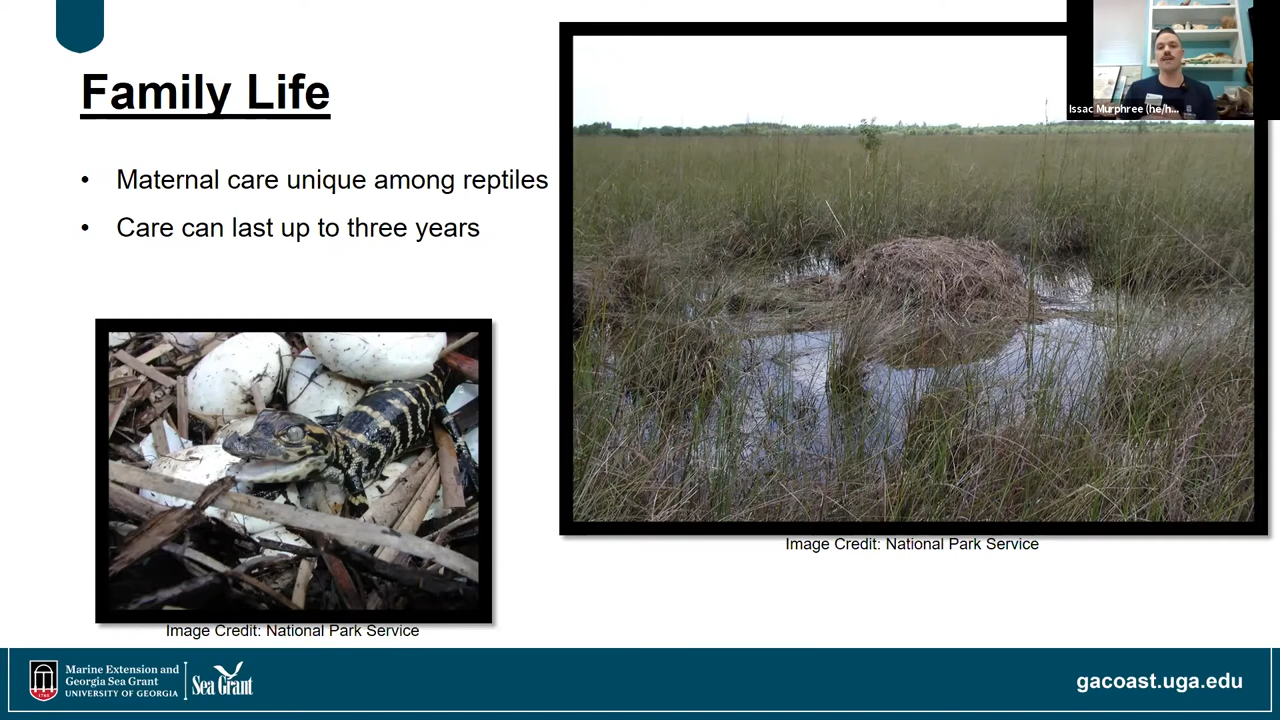 Family Life
• Maternal care unique among reptiles
• Care can last up to three years
Issac Murphree (he/h...
Image Credit: National Park Service
Image Credit: National Park Service
Marine Extension and
Georgia Sea Grant
UNIVERSITY OF GEORGIA
Sea Grant
gacoast.uga.edu